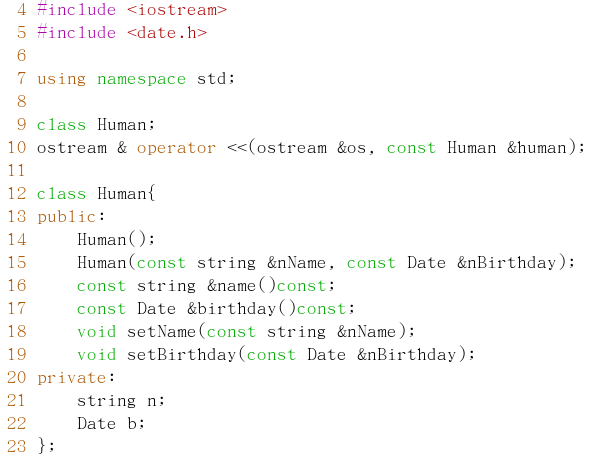 4 #include <iostream>
5 #include <date.h>
6
7 using namespace std;
8
9 class Human;
10 ostream & operator <<(ostream &os, const Human &human);
11
12 class Human{
13 public:
14     Human();
15     Human(const string &nName, const Date &nBirthday);
16     const string &name()const;
17     const Date &birthday()const;
18     void setName(const string &nName);
19     void setBirthday(const Date &nBirthday);
20 private:
21     string n;
22     Date b;
23 };